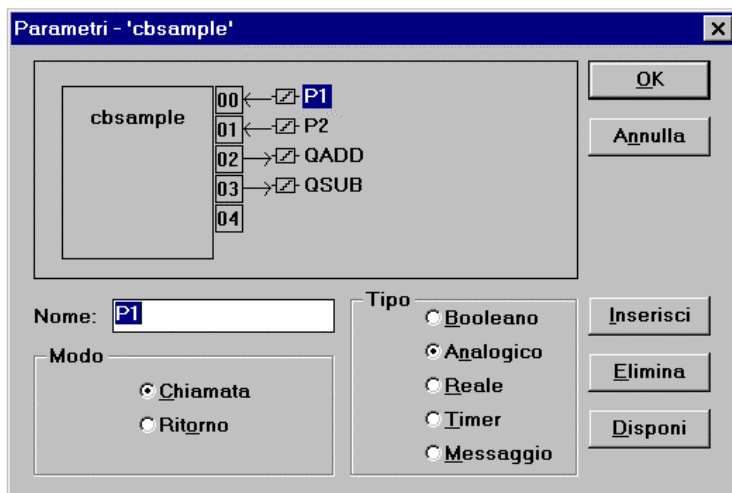 Parametri - 'cbsample'
cbsample
00 P1
01 P2
02 QADD
03 QSUB
04
OK
Annulla
Nome: P1
Modo
Chiamata
Ritorno
Tipo
Booleano
Analogico
Reale
Timer
Messaggio
Inserisci
Elimina
Disponi